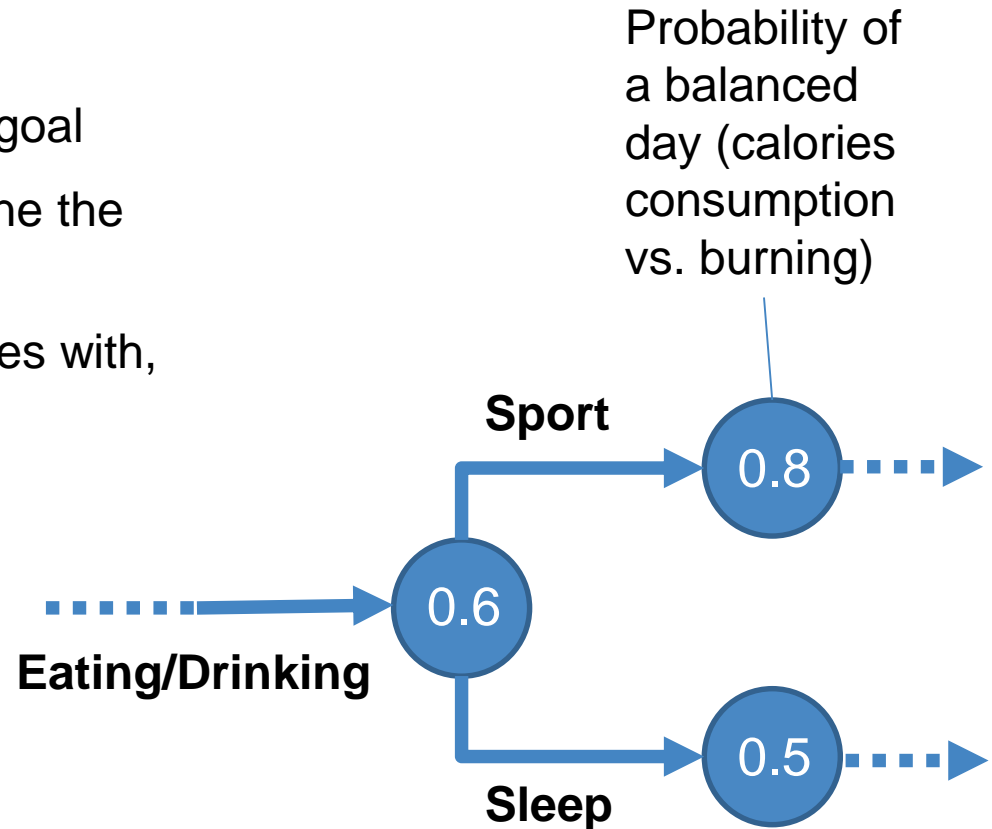 goal
ne the
es with,
Probability of
a balanced
day (calories
consumption
vs. burning)
Sport
0.8
0.6
Eating/Drinking
0.5
Sleep